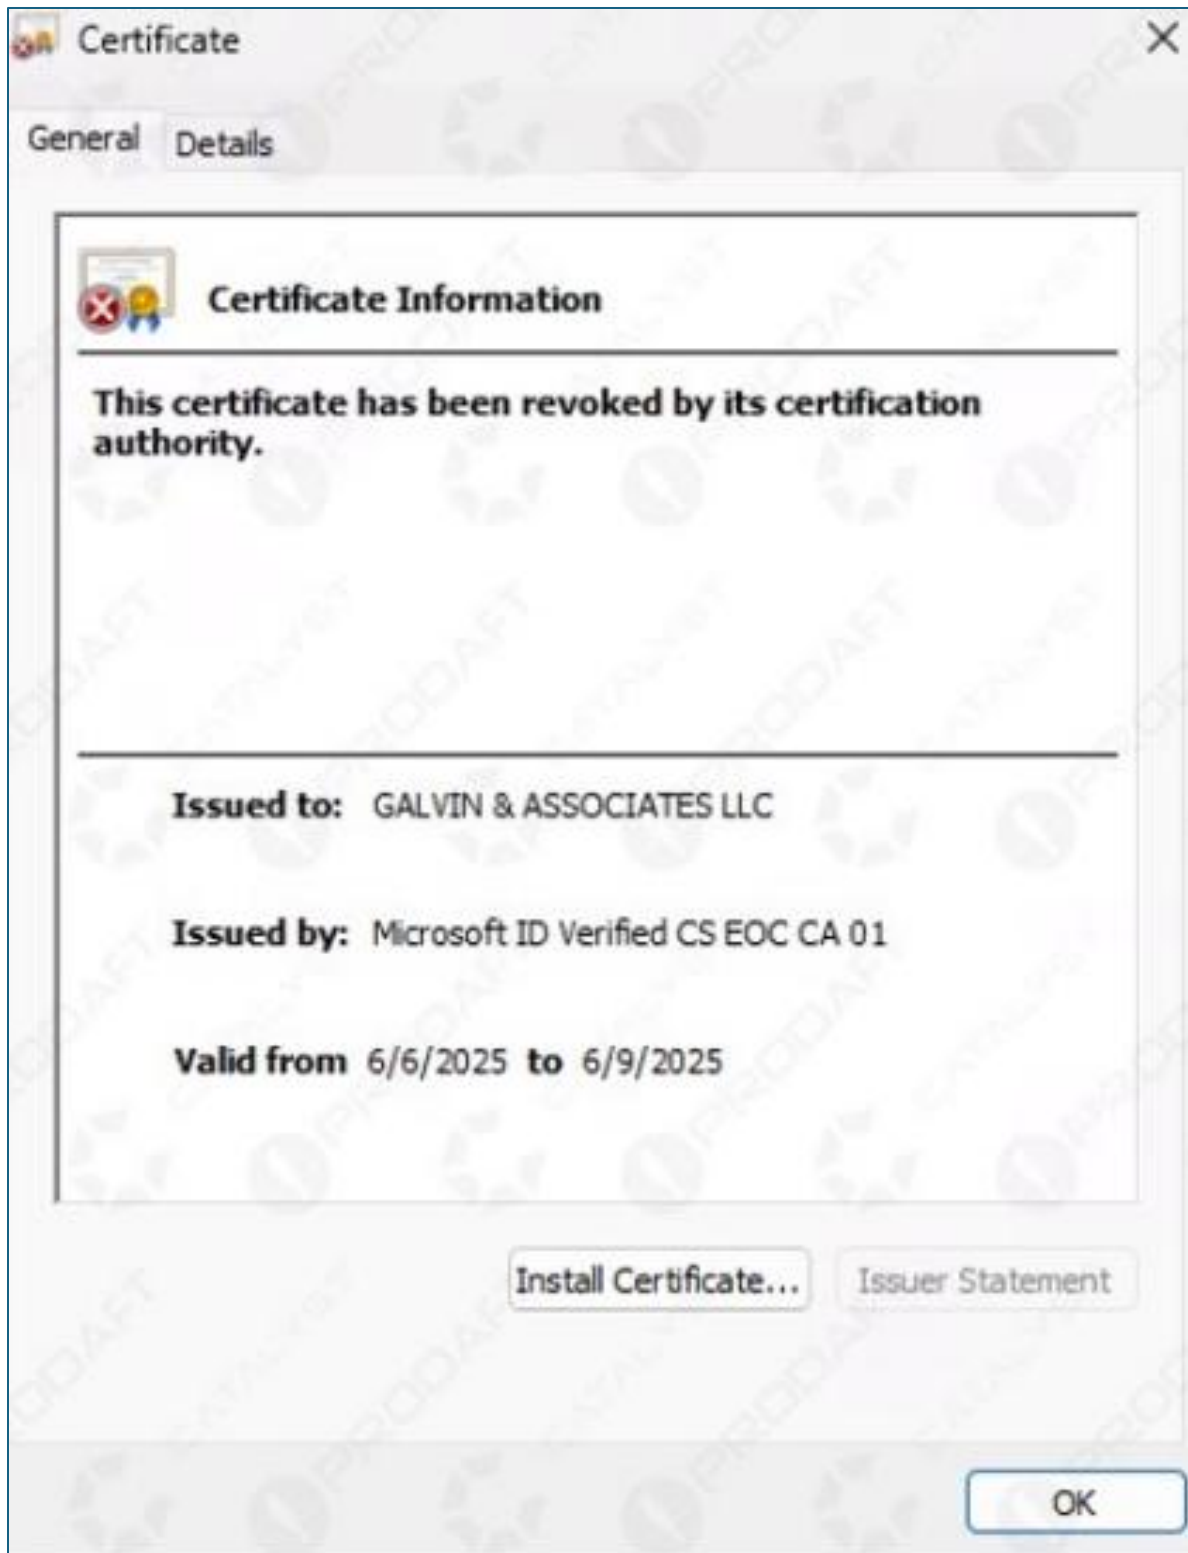 Certificate
General Details
Certificate Information
This certificate has been revoked by its certification
authority.
Issued to: GALVIN & ASSOCIATES LLC
Issued by: Microsoft ID Verified CS EOC CA 01
Valid from 6/6/2025 to 6/9/2025
Install Certificate... Issuer Statement
OK
PRODAFT
CATALYST